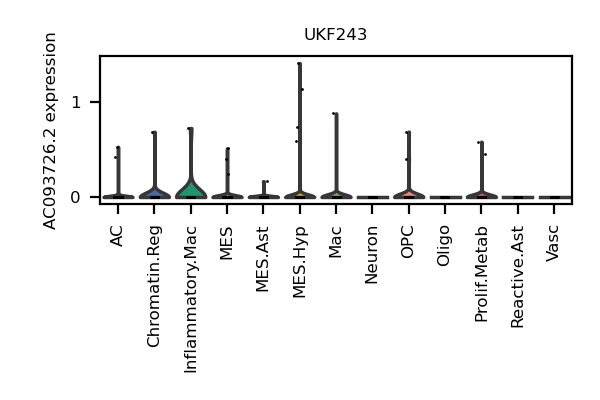 UKF243
AC093726.2 expression
1
0
AC
Chromatin.Reg
Inflammatory.Mac
MES
MES.Ast
MES.Hyp
Mac
Neuron
OPC
Oligo
Prolif.Metab
Reactive.Ast
Vasc